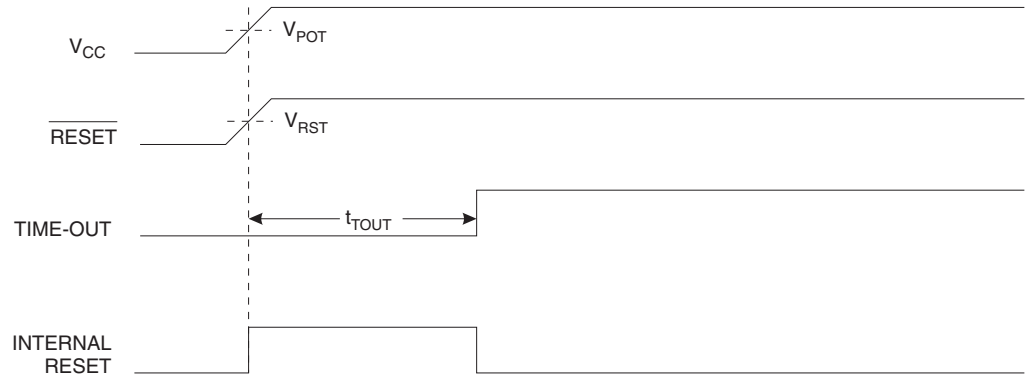 V_CC
V_POT
RESET
V_RST
TIME-OUT
t_TOUT
INTERNAL
RESET